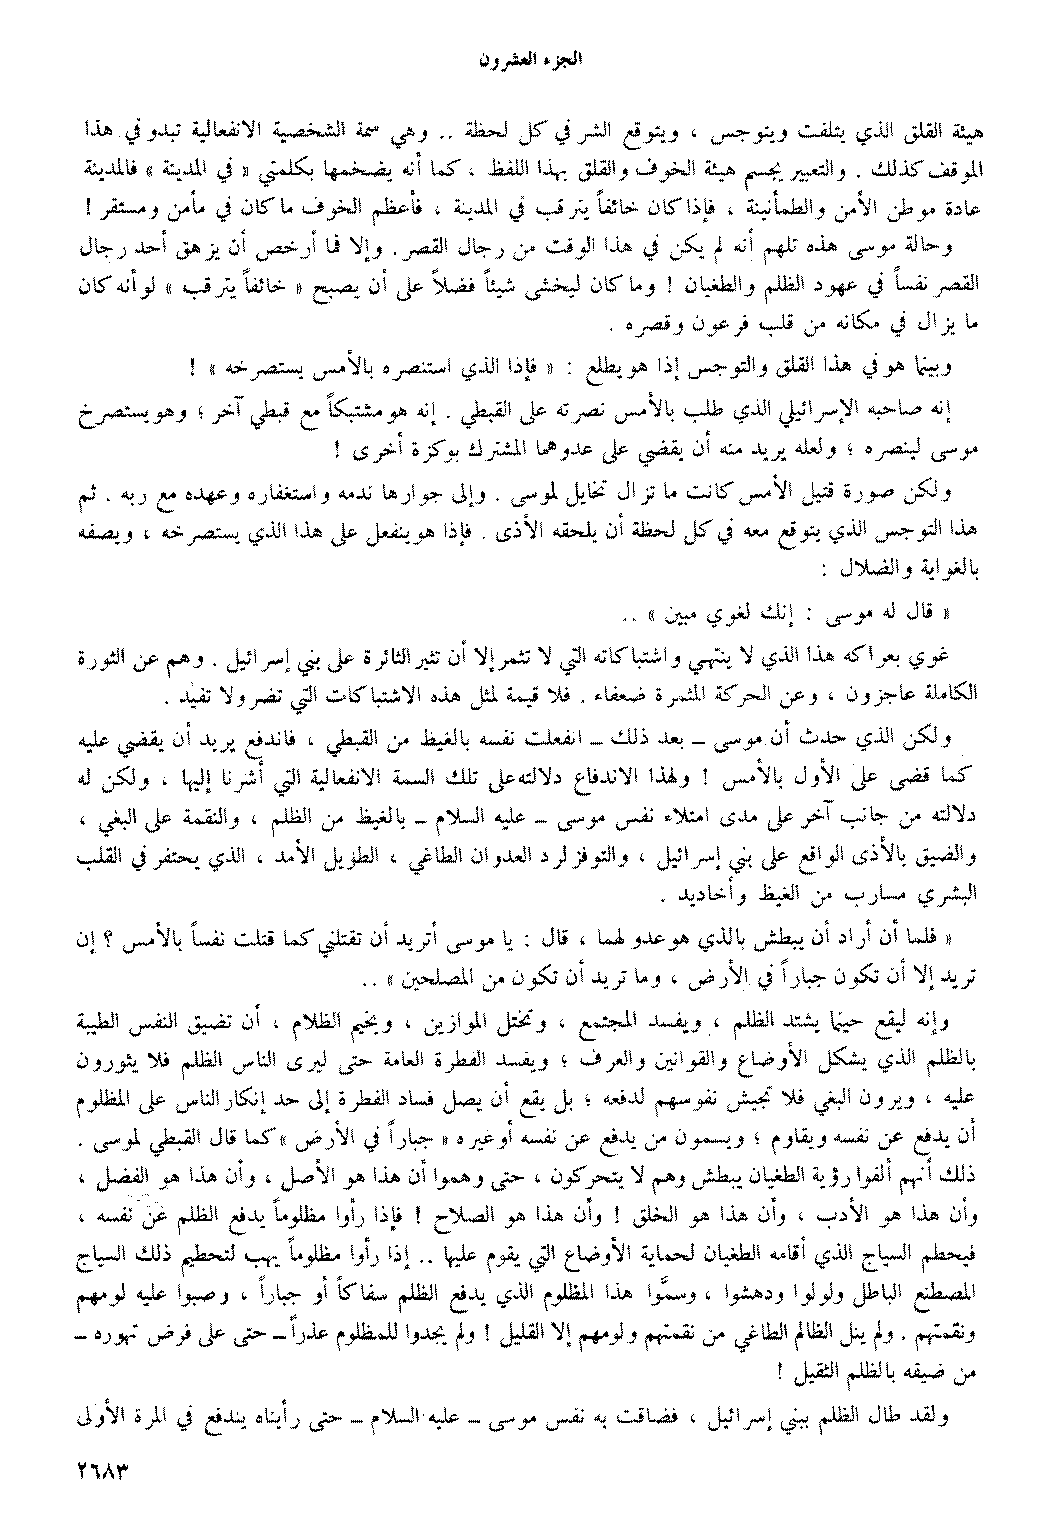 الجزء العشرون
هيئة القلق الذي يتلفت ويتوجس ، ويتوقع الشر في كل لحظة .. وهي سمة الشخصية الانفعالية تبدو في هذا
الموقف كذلك . والتعبير يجسم هيئة الخوف والقلق بهذا اللفظ ، كما أنه يضخمها بكلمتي « في المدينة » فالمدينة
عادة موطن الأمن والطمأنينة ، فإذا كان خائفاً يترقب في المدينة ، فأعظم الخوف ما كان في مأمن ومستقر !
وحالة موسى هذه تلهم أنه لم يكن في هذا الوقت من رجال القصر. وإلا فما أرخص أن يزهق أحد رجال
القصر نفساً في عهود الظلم والطغيان ! وما كان ليخشى شيئاً فضلاً على أن يصبح « خائفاً يترقب » لو أنه كان
ما يزال في مكانه من قلب فرعون وقصره .
وبينما هو في هذا القلق والتوجس إذا هو يطلع : « فإذا الذي استنصره بالأمس يستصرخه » !
إنه صاحبه الإسرائيلي الذي طلب بالأمس نصرته على القبطي . إنه هو مشتبكاً مع قبطي آخر ؛ وهو يستصرخ
موسى لينصره ؛ ولعله يريد منه أن يقضي على عدوهما المشترك بوكزة أخرى !
ولكن صورة قتيل الأمس كانت ما تزال تخايل لموسى . وإلى جوارها ندمه واستغفاره وعهده مع ربه . ثم
هذا التوجس الذي يتوقع معه في كل لحظة أن يلحقه الأذى . فإذا هو ينفعل على هذا الذي يستصرخه ، ويصفه
بالغواية والضلال :
« قال له موسى : إنك لغوي مبين » ..
غوي بعراكه هذا الذي لا ينتهي واشتباكاته التي لا تثمر إلا أن تثير الثائرة على بني إسرائيل . وهم عن الثورة
الكاملة عاجزون ، وعن الحركة المثمرة ضعفاء . فلا قيمة لمثل هذه الاشتباكات التي تضر ولا تفيد .
ولكن الذي حدث أن موسى – بعد ذلك – انفعلت نفسه بالغيظ من القبطي ، فاندفع يريد أن يقضي عليه
كما قضى على الأول بالأمس ! ولهذا الاندفاع دلالته على تلك السمة الانفعالية التي أشرنا إليها ، ولكن له
دلالته من جانب آخر على مدى امتلاء نفس موسى – عليه السلام – بالغيظ من الظلم ، والنقمة على البغي ،
والضيق بالأذى الواقع على بني إسرائيل ، والتوفز لرد العدوان الطاغي ، الطويل الأمد ، الذي يحتفر في القلب
البشري مسارب من الغيظ وأخاديد .
« فلما أن أراد أن يبطش بالذي هو عدو لهما ، قال : يا موسى أتريد أن تقتلني كما قتلت نفساً بالأمس ؟ إن
تريد إلا أن تكون جباراً في الأرض ، وما تريد أن تكون من المصلحين » ..
وإنه ليقع حينما يشتد الظلم ، ويفسد المجتمع ، وتختل الموازين ، ويخيم الظلام ، أن تضيق النفس الطيبة
بالظلم الذي يشكل الأوضاع والقوانين والعرف ؛ ويفسد الفطرة العامة حتى ليرى الناس الظلم فلا يثورون
عليه ، ويرون البغي فلا تجيش نفوسهم لدفعه ؛ بل يقع أن يصل فساد الفطرة إلى حد إنكار الناس على المظلوم
أن يدفع عن نفسه ويقاوم ؛ ويسمون من يدفع عن نفسه أو غيره « جباراً في الأرض » كما قال القبطي لموسى .
ذلك أنهم ألفوا رؤية الطغيان يبطش وهم لا يتحركون ، حتى وهموا أن هذا هو الأصل ، وأن هذا هو الفضل ،
وأن هذا هو الأدب ، وأن هذا هو الخلق ! وأن هذا هو الصلاح ! فإذا رأوا مظلوماً يدفع الظلم عن نفسه ،
فيحطم السياج الذي أقامه الطغيان لحماية الأوضاع التي يقوم عليها .. إذا رأوا مظلوماً يهب لتحطيم ذلك السياج
المصطنع الباطل ولولوا ودهشوا ، وسمَّوا هذا المظلوم الذي يدفع الظلم سفاكاً أو جباراً ، وصبوا عليه لومهم
ونقمتهم . ولم ينل الظالم الطاغي من نقمتهم ولومهم إلا القليل ! ولم يجدوا للمظلوم عذراً – حتى على فرض تهوره –
من ضيقه بالظلم الثقيل !
ولقد طال الظلم ببني إسرائيل ، فضاقت به نفس موسى – عليه السلام – حتى رأيناه يندفع في المرة الأولى
٢٦٨٣